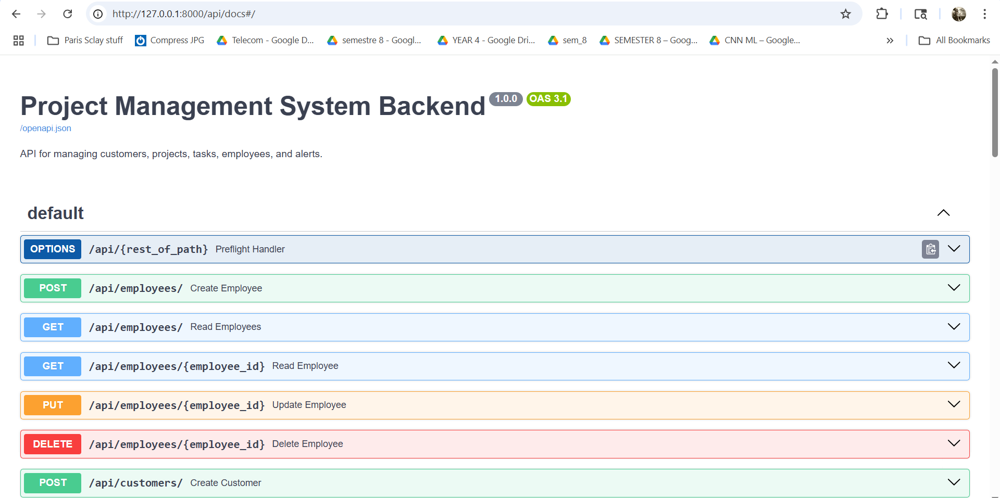 http://127.0.0.1:8000/api/docs#/
Paris Sclay stuff
Compress JPG
Telecom - Google D...
semestre 8 - Googl...
YEAR 4 - Google Dri...
sem_8
SEMESTER 8 – Goog...
CNN ML – Google...
»
All Bookmarks
Project Management System Backend 1.0.0 OAS 3.1
/openapi.json
API for managing customers, projects, tasks, employees, and alerts.
default
OPTIONS /api/{rest_of_path} Preflight Handler
POST /api/employees/ Create Employee
GET /api/employees/ Read Employees
GET /api/employees/{employee_id} Read Employee
PUT /api/employees/{employee_id} Update Employee
DELETE /api/employees/{employee_id} Delete Employee
POST /api/customers/ Create Customer